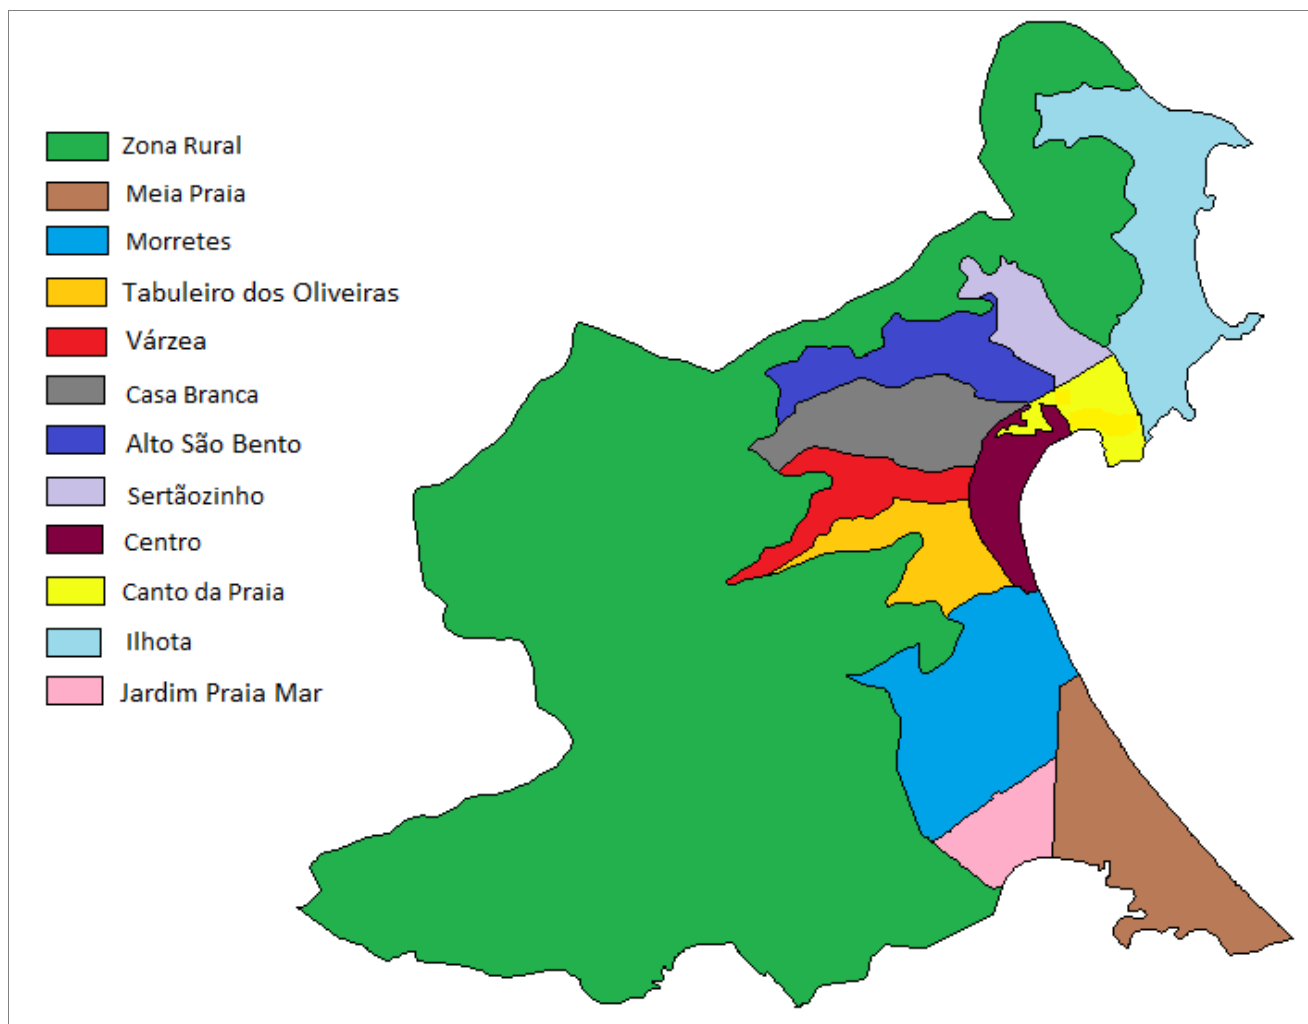 Zona Rural
Meia Praia
Morretes
Tabuleiro dos Oliveiras
Várzea
Casa Branca
Alto São Bento
Sertãozinho
Centro
Canto da Praia
Ilhota
Jardim Praia Mar